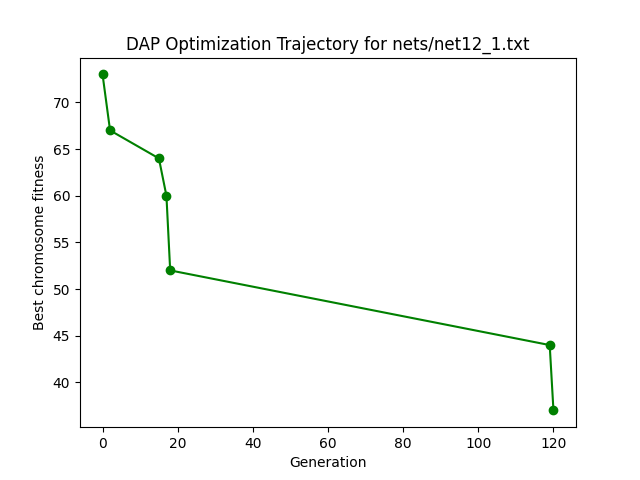 DAP Optimization Trajectory for nets/net12_1.txt
70
65
60
55
50
45
40
Best chromosome fitness
0 20 40 60 80 100 120
Generation